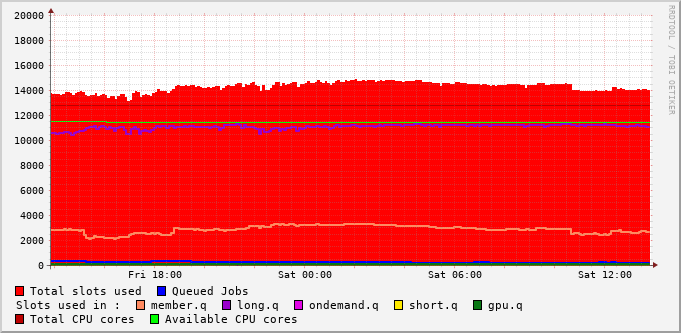 RRDTOOL / TOBI OETIKER
20000
18000
16000
14000
12000
10000
8000
6000
4000
2000
0
Fri 18:00 Sat 00:00 Sat 06:00 Sat 12:00
Total slots used Queued Jobs
Slots used in : member.q long.q ondemand.q short.q gpu.q
Total CPU cores Available CPU cores